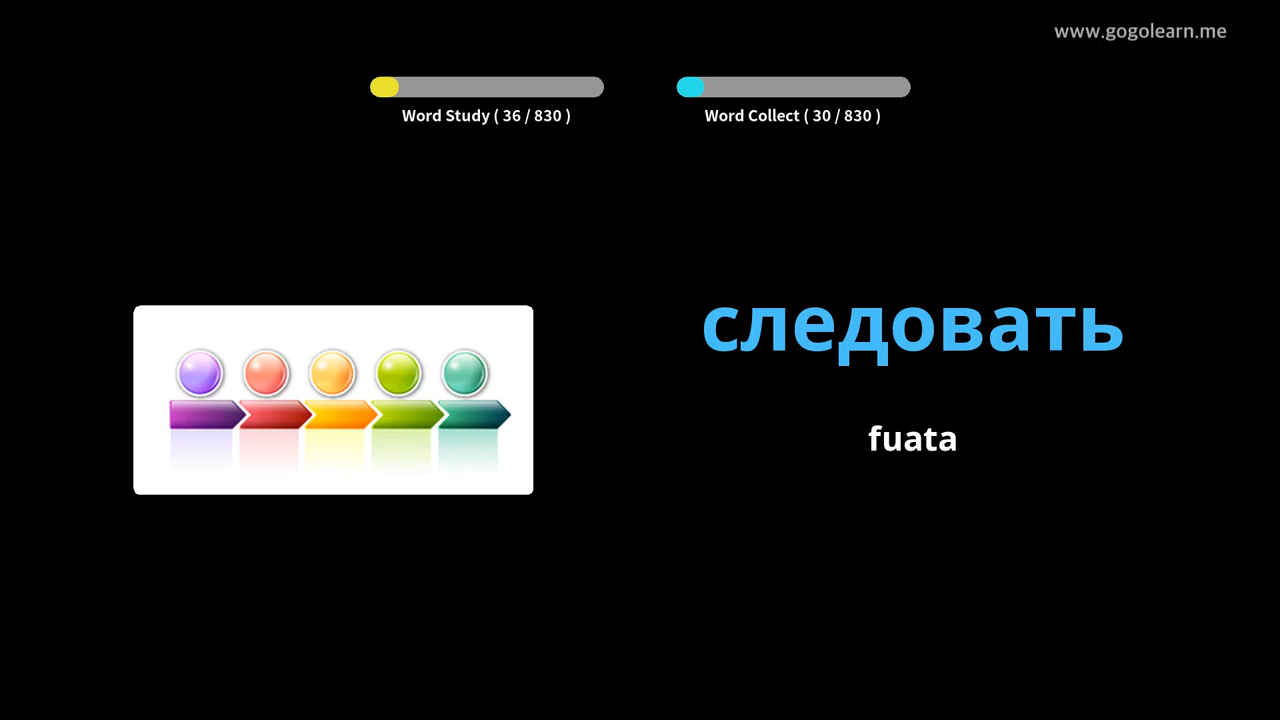 www.gogolearn.me
Word Study ( 36 / 830 )
Word Collect ( 30 / 830 )
следовать
fuata